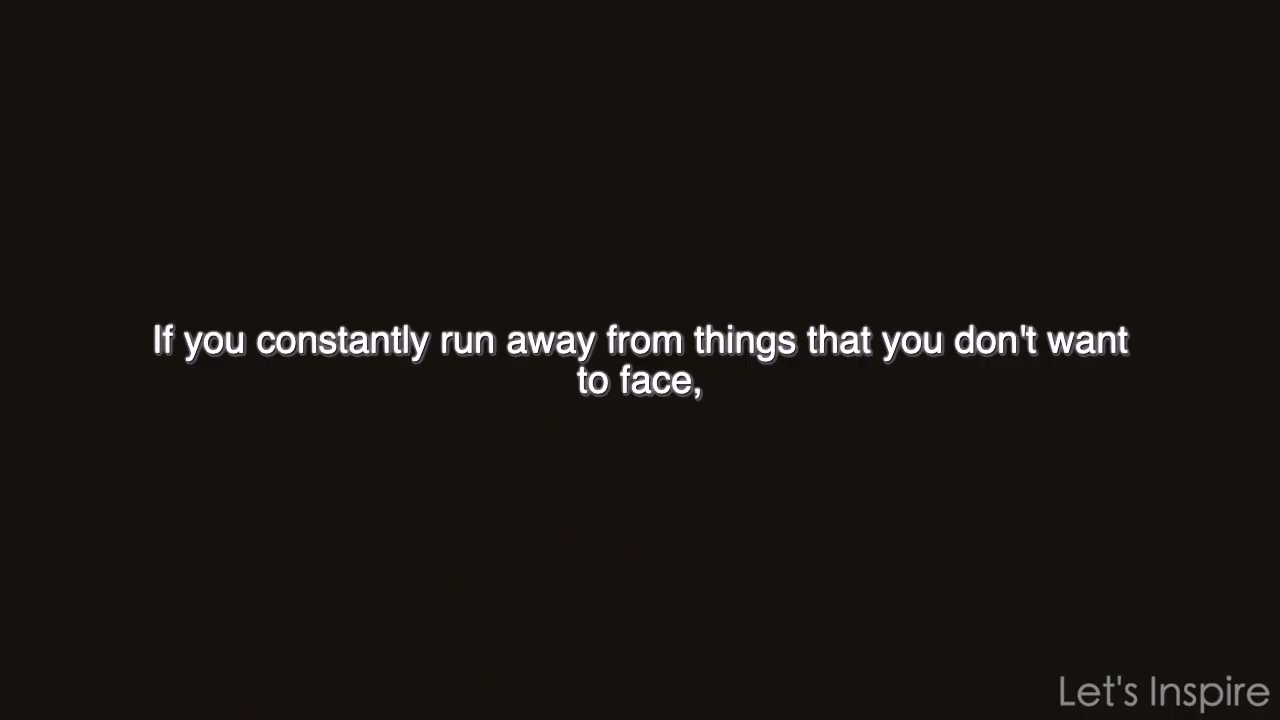 If you constantly run away from things that you don't want
to face,
Let's Inspire